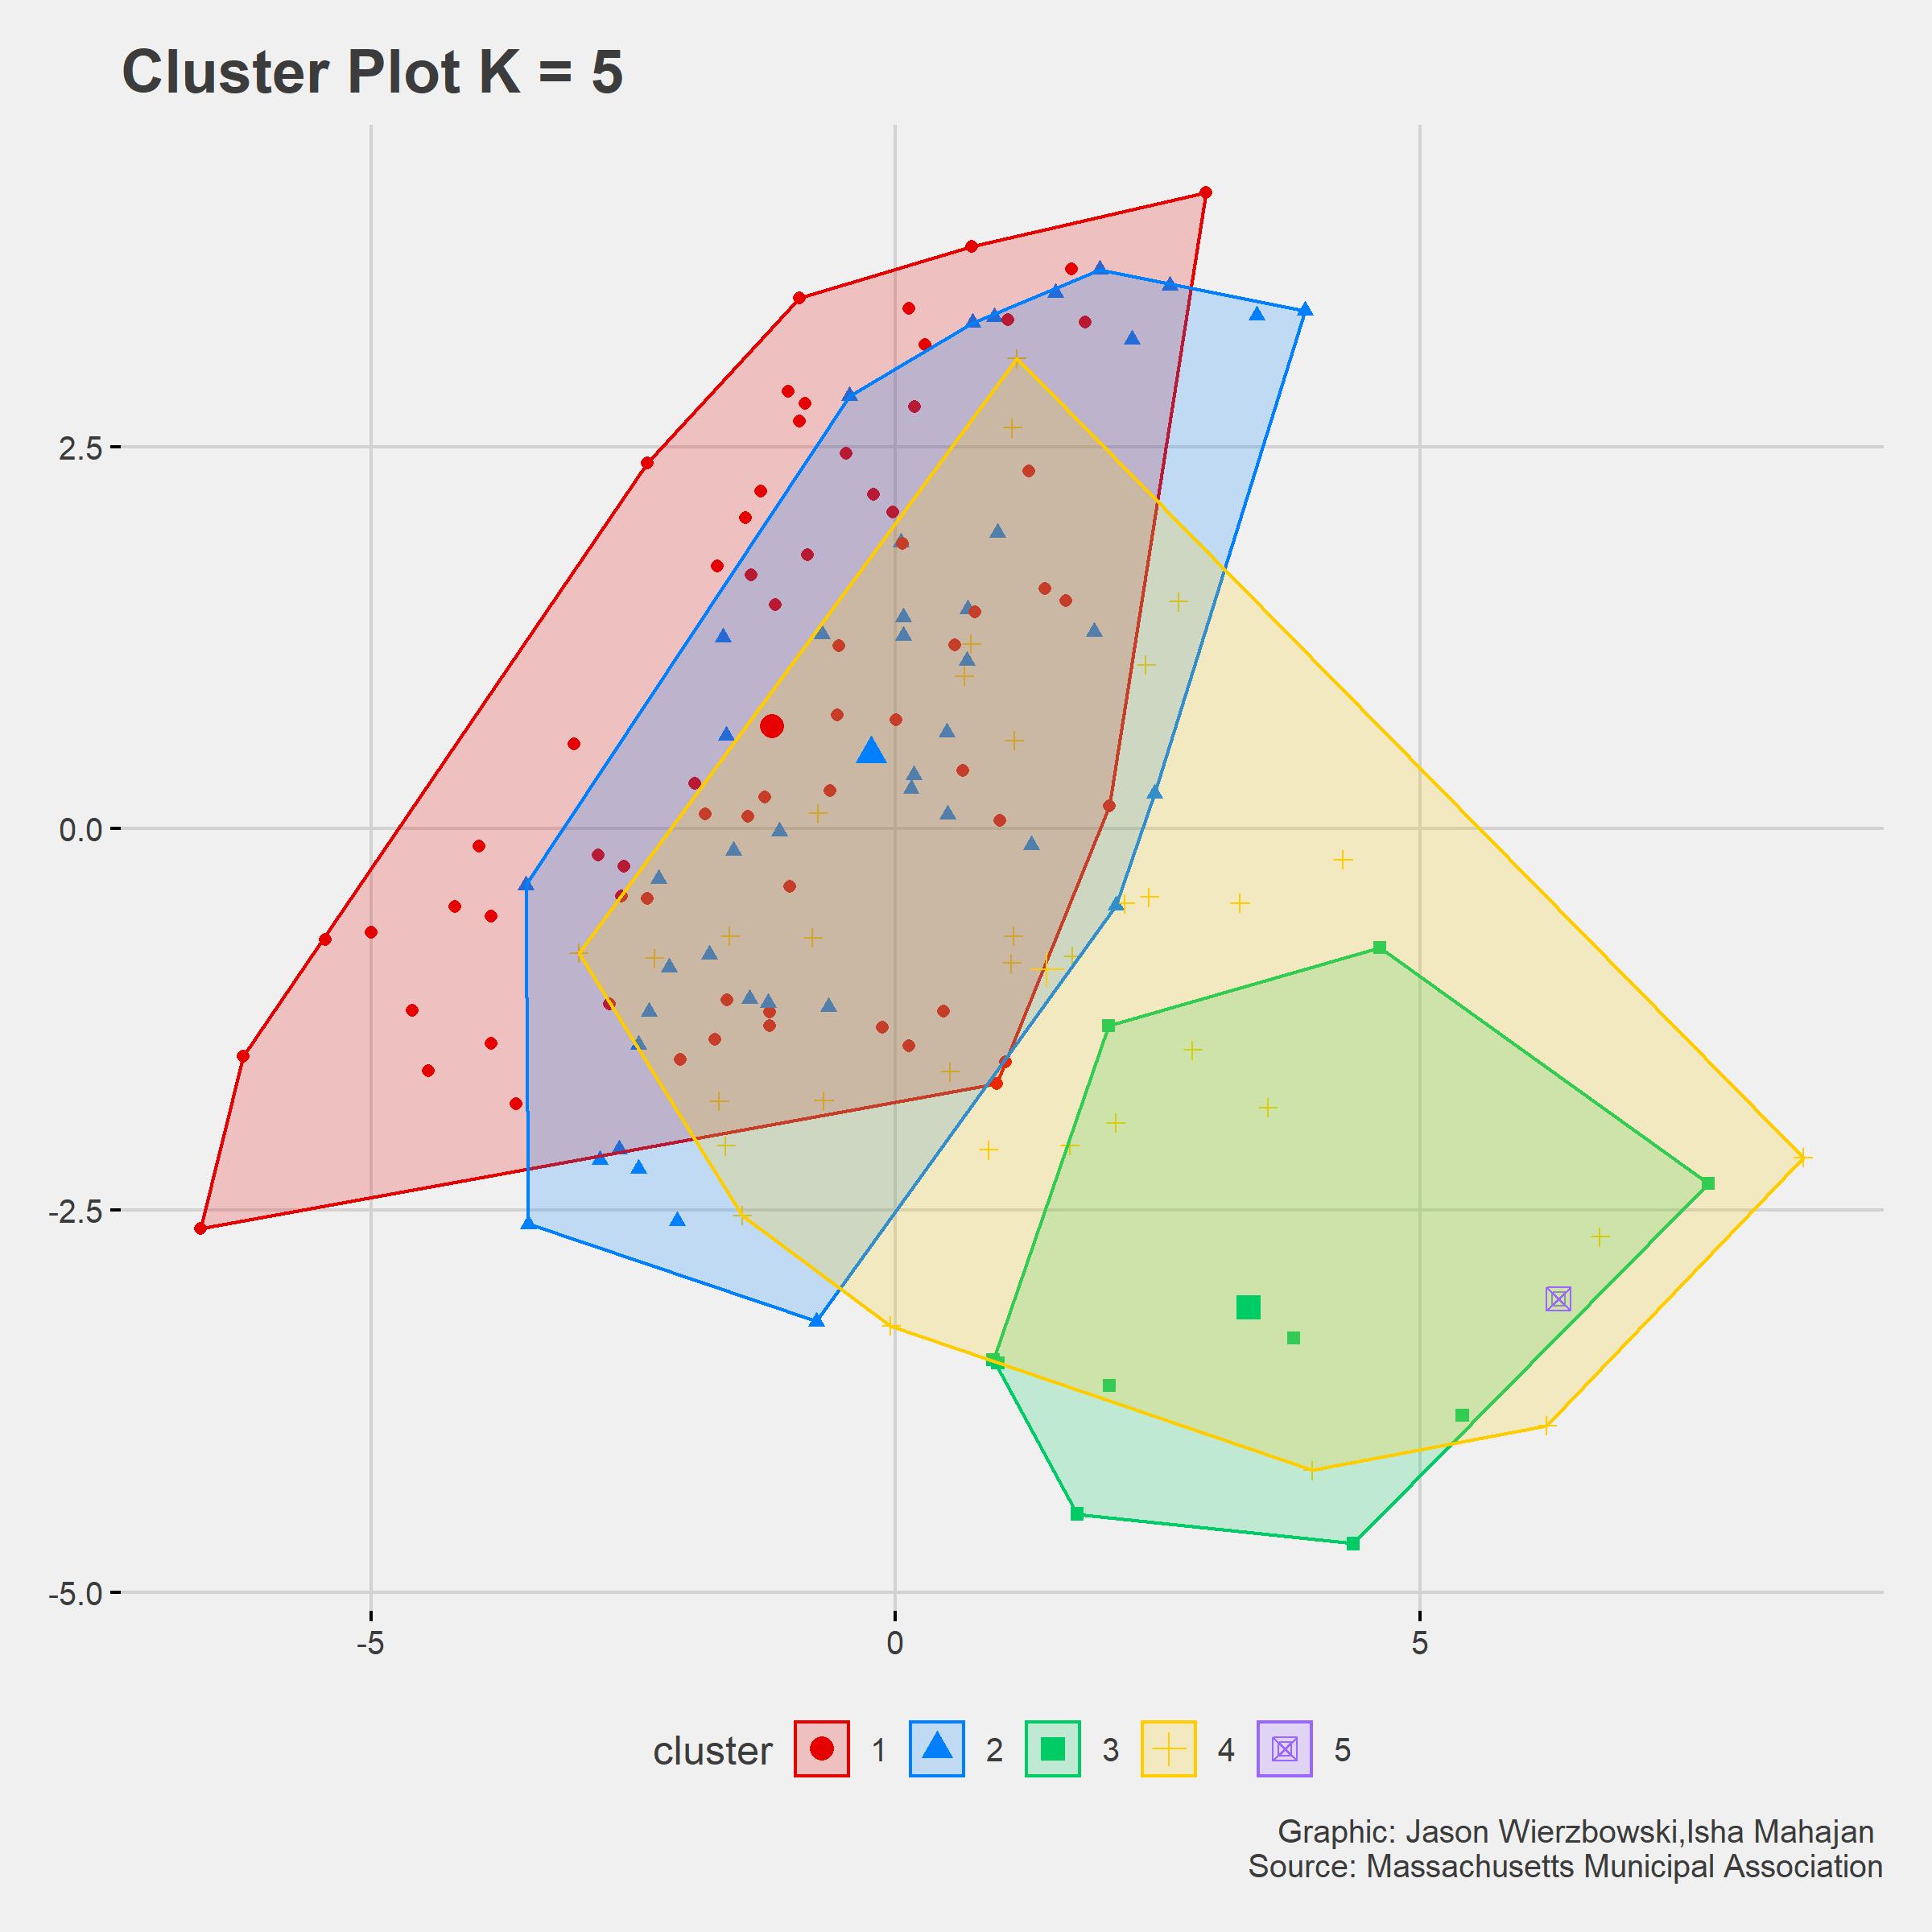 Cluster Plot K = 5
2.5
0.0
-2.5
-5.0
-5 0 5
cluster 1 2 3 4 5
Graphic: Jason Wierzbowski,Isha Mahajan
Source: Massachusetts Municipal Association